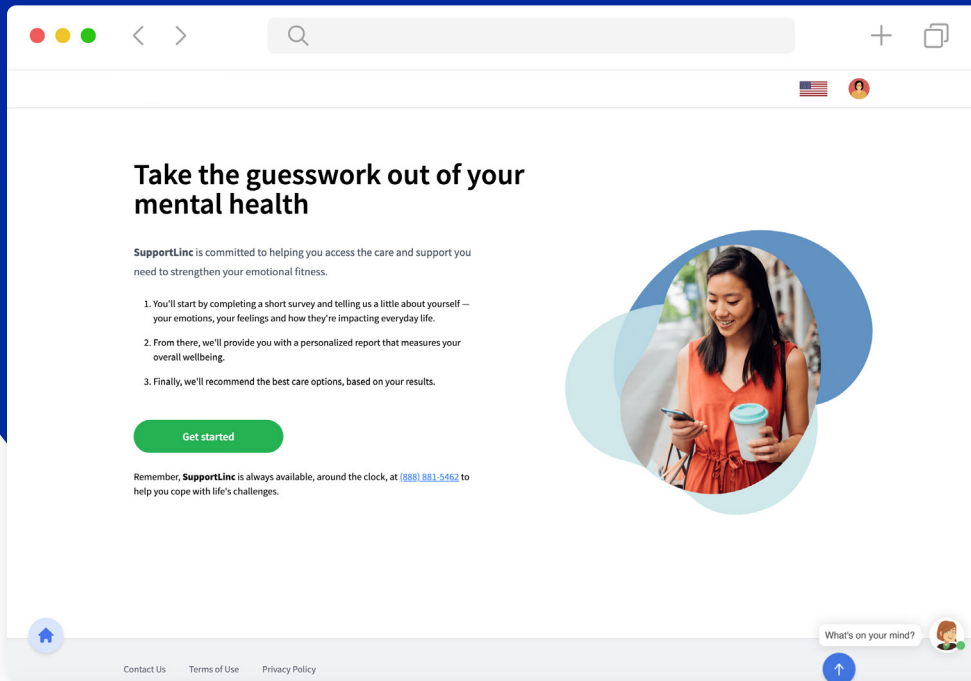 Take the guesswork out of your
mental health
SupportLinc is committed to helping you access the care and support you
need to strengthen your emotional fitness.
1. You'll start by completing a short survey and telling us a little about yourself —
your emotions, your feelings and how they're impacting everyday life.
2. From there, we'll provide you with a personalized report that measures your
overall wellbeing.
3. Finally, we'll recommend the best care options, based on your results.
Get started
Remember, SupportLinc is always available, around the clock, at (888) 881-5462 to
help you cope with life's challenges.
What's on your mind?
Contact Us Terms of Use Privacy Policy